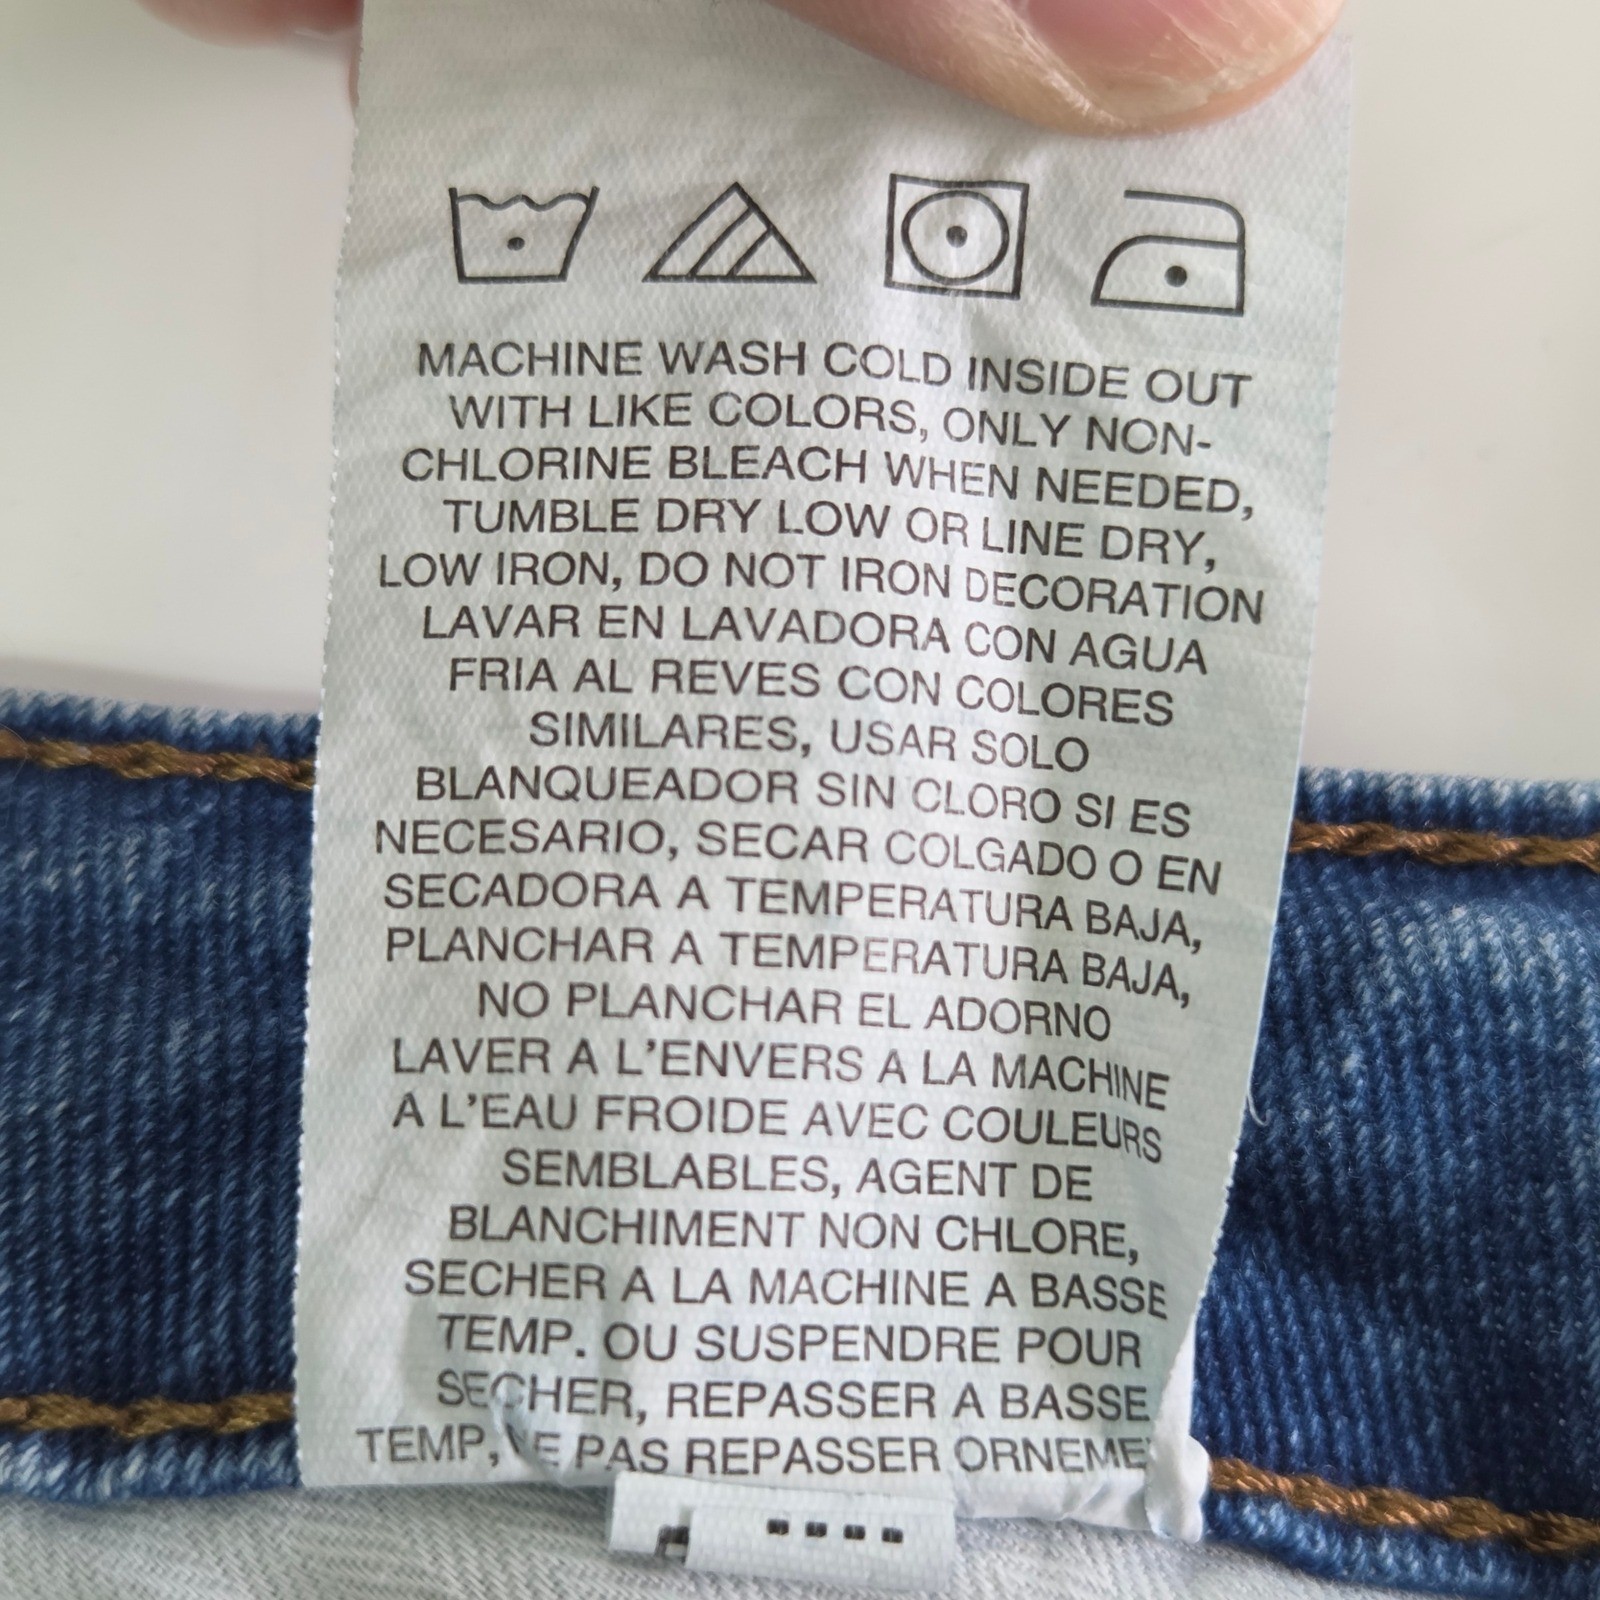 MACHINE WASH COLD INSIDE OUT
WITH LIKE COLORS, ONLY NON-
CHLORINE BLEACH WHEN NEEDED,
TUMBLE DRY LOW OR LINE DRY,
LOW IRON, DO NOT IRON DECORATION
LAVAR EN LAVADORA CON AGUA
FRIA AL REVES CON COLORES
SIMILARES, USAR SOLO
BLANQUEADOR SIN CLORO SI ES
NECESARIO, SECAR COLGADO O EN
SECADORA A TEMPERATURA BAJA,
PLANCHAR A TEMPERATURA BAJA,
NO PLANCHAR EL ADORNO
LAVER A L'ENVERS A LA MACHINE
A L'EAU FROIDE AVEC COULEURS
SEMBLABLES, AGENT DE
BLANCHIMENT NON CHLORE,
SECHER A LA MACHINE A BASSE
TEMP. OU SUSPENDRE POUR
SECHER, REPASSER A BASSE
TEMP, PAS REPASSER